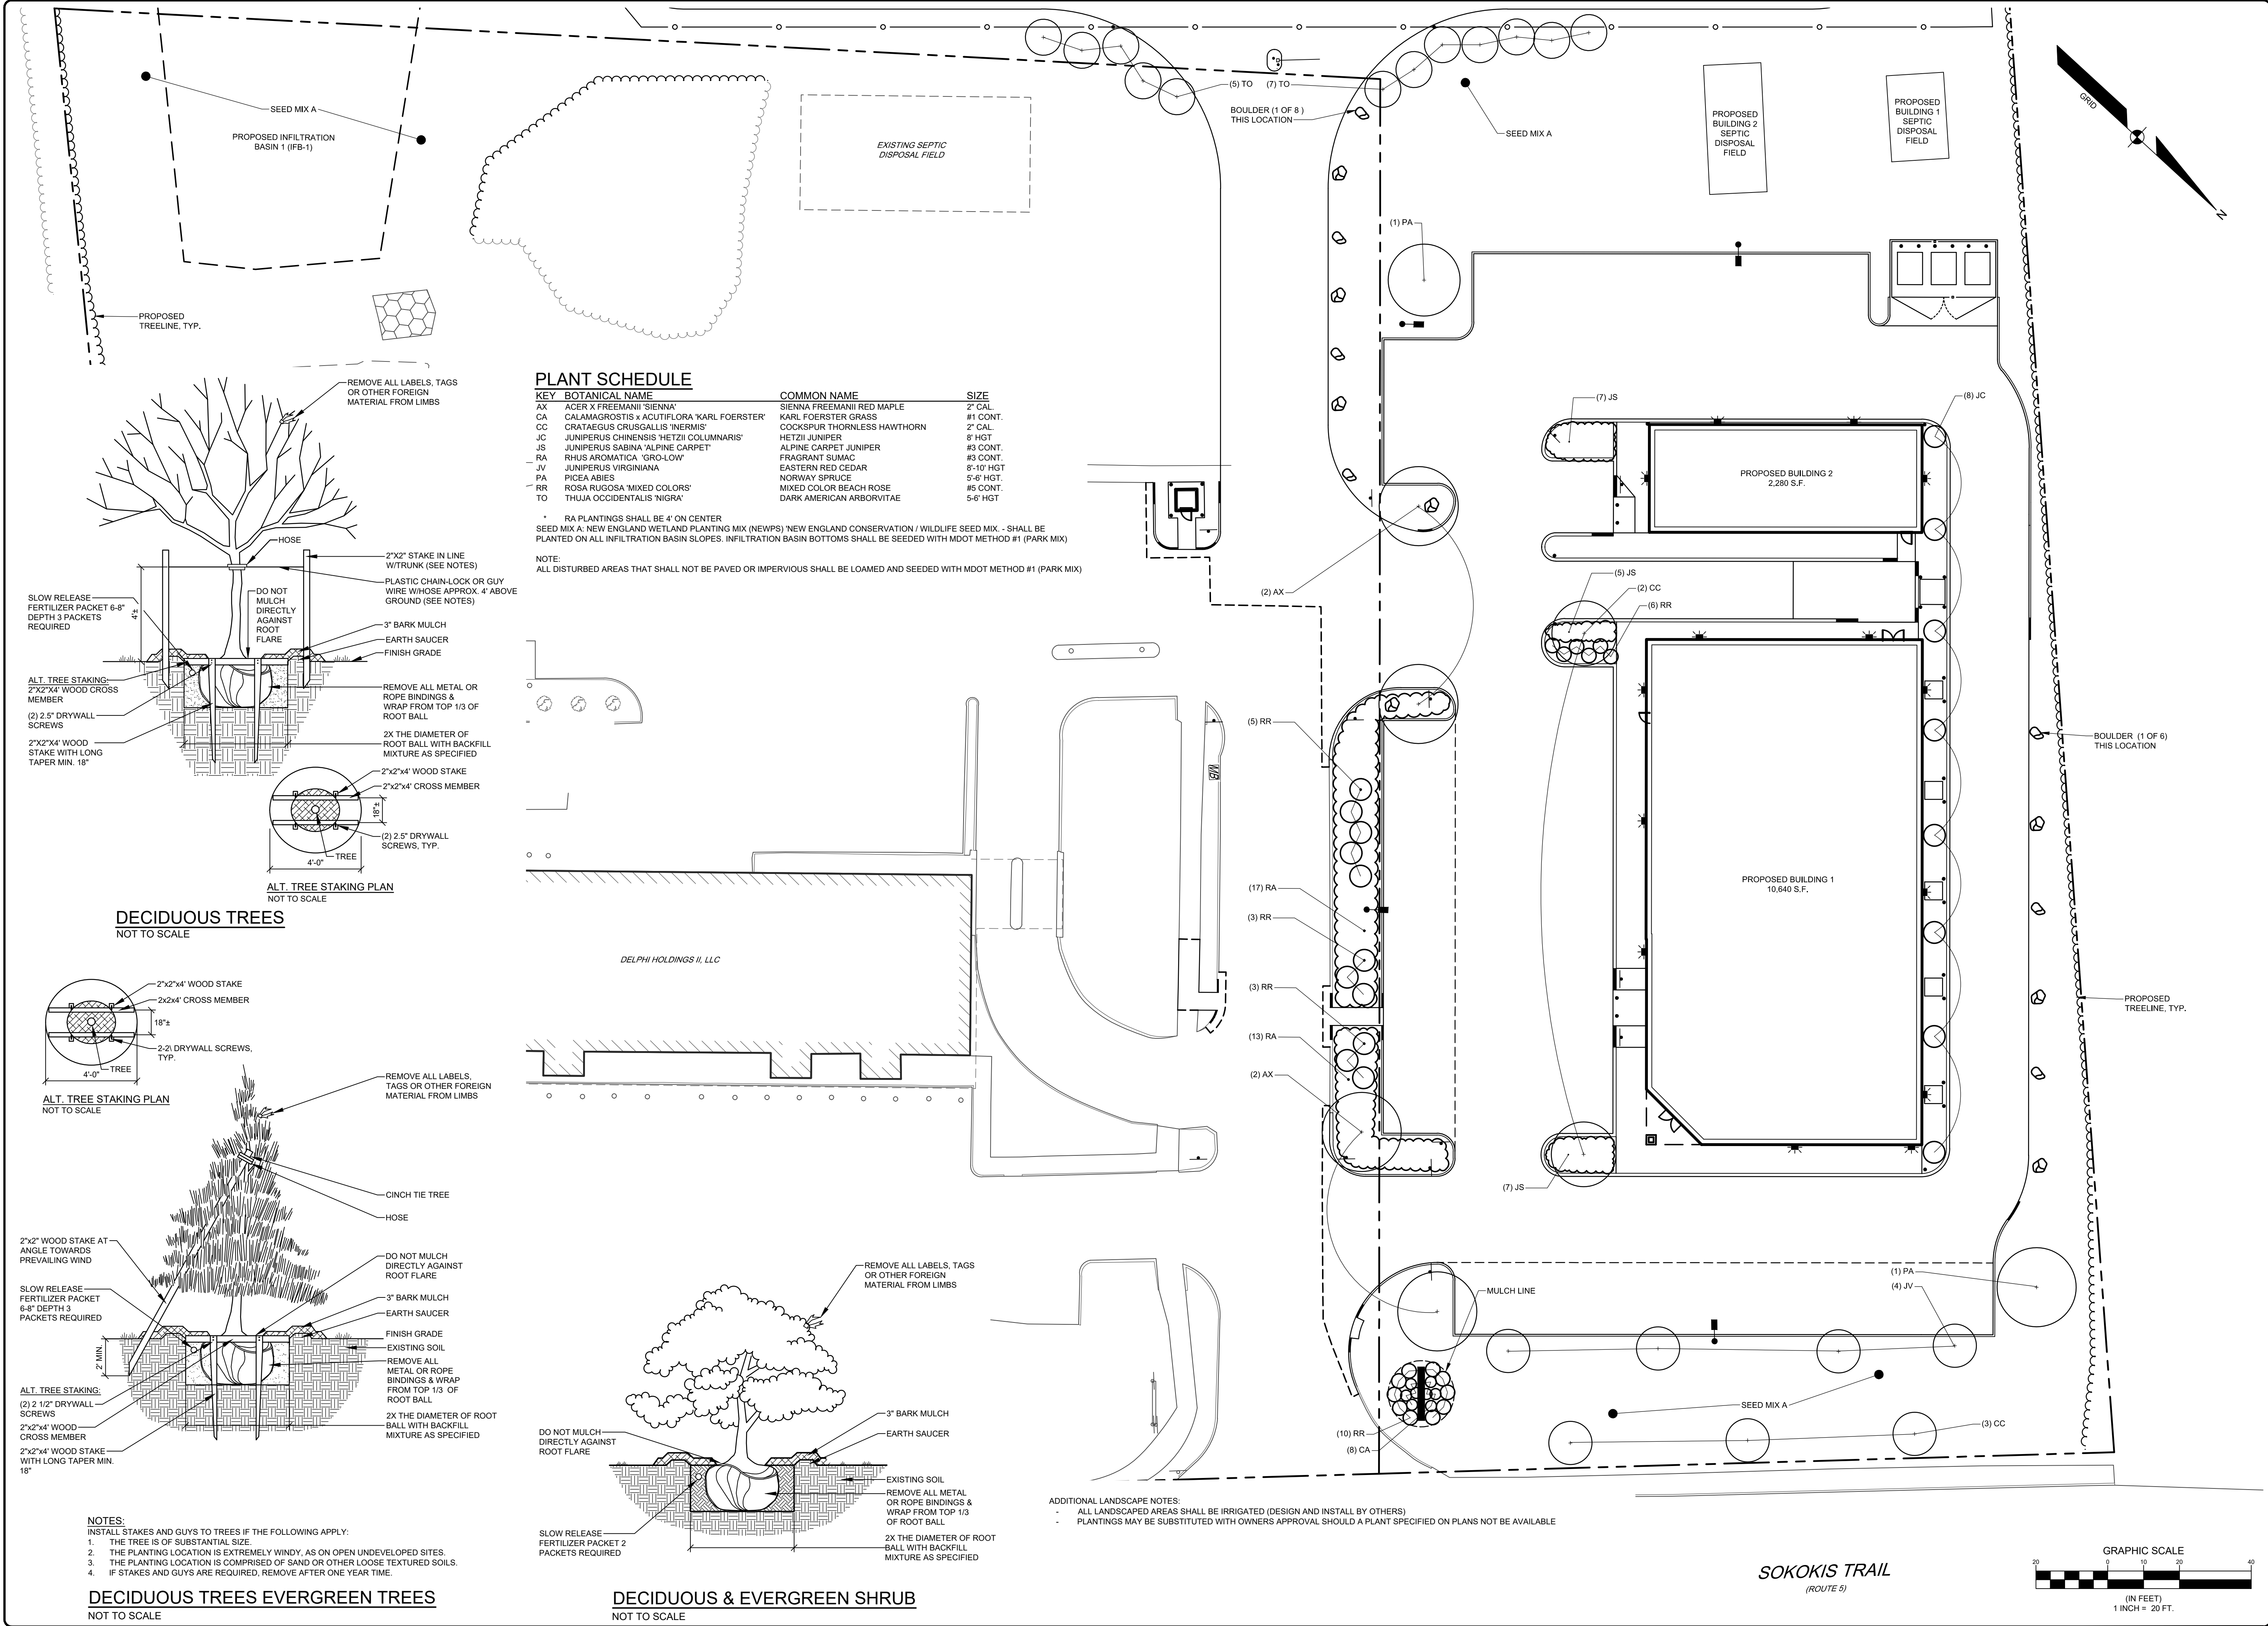 SEED MIX A
PROPOSED INFILTRATION
BASIN 1 (IFB-1)
EXISTING SEPTIC
DISPOSAL FIELD
(5) TO
(7) TO
BOULDER (1 OF 8 )
THIS LOCATION
SEED MIX A
PROPOSED
BUILDING 2
SEPTIC
DISPOSAL
FIELD
PROPOSED
BUILDING 1
SEPTIC
DISPOSAL
FIELD
GRID
N
(1) PA
PROPOSED
TREELINE, TYP.
REMOVE ALL LABELS, TAGS
OR OTHER FOREIGN
MATERIAL FROM LIMBS
HOSE
2"X2" STAKE IN LINE
W/TRUNK (SEE NOTES)
PLASTIC CHAIN-LOCK OR GUY
WIRE W/HOSE APPROX. 4' ABOVE
GROUND (SEE NOTES)
DO NOT
MULCH
DIRECTLY
AGAINST
ROOT
FLARE
SLOW RELEASE
FERTILIZER PACKET 6-8"
DEPTH 3 PACKETS
REQUIRED
4'±
3" BARK MULCH
EARTH SAUCER
FINISH GRADE
ALT. TREE STAKING:
2"X2"X4' WOOD CROSS
MEMBER
(2) 2.5" DRYWALL
SCREWS
2"X2"X4' WOOD
STAKE WITH LONG
TAPER MIN. 18"
REMOVE ALL METAL OR
ROPE BINDINGS &
WRAP FROM TOP 1/3 OF
ROOT BALL
2X THE DIAMETER OF
ROOT BALL WITH BACKFILL
MIXTURE AS SPECIFIED
2"x2"x4' WOOD STAKE
2"x2"x4' CROSS MEMBER
18"±
(2) 2.5" DRYWALL
SCREWS, TYP.
TREE
4'-0"
ALT. TREE STAKING PLAN
NOT TO SCALE
DECIDUOUS TREES
NOT TO SCALE
PLANT SCHEDULE
KEY BOTANICAL NAME COMMON NAME SIZE
AX ACER X FREEMANII 'SIENNA' SIENNA FREEMANII RED MAPLE 2" CAL.
CA CALAMAGROSTIS x ACUTIFLORA 'KARL FOERSTER' KARL FOERSTER GRASS #1 CONT.
CC CRATAEGUS CRUSGALLIS 'INERMIS' COCKSPUR THORNLESS HAWTHORN 2" CAL.
JC JUNIPERUS CHINENSIS 'HETZII COLUMNARIS' HETZII JUNIPER 8' HGT
JS JUNIPERUS SABINA 'ALPINE CARPET' ALPINE CARPET JUNIPER #3 CONT.
RA RHUS AROMATICA 'GRO-LOW' FRAGRANT SUMAC #3 CONT.
JV JUNIPERUS VIRGINIANA EASTERN RED CEDAR 8'-10' HGT
PA PICEA ABIES NORWAY SPRUCE 5'-6' HGT.
RR ROSA RUGOSA 'MIXED COLORS' MIXED COLOR BEACH ROSE #5 CONT.
TO THUJA OCCIDENTALIS 'NIGRA' DARK AMERICAN ARBORVITAE 5-6' HGT
* RA PLANTINGS SHALL BE 4' ON CENTER
SEED MIX A: NEW ENGLAND WETLAND PLANTING MIX (NEWPS) 'NEW ENGLAND CONSERVATION / WILDLIFE SEED MIX. - SHALL BE
PLANTED ON ALL INFILTRATION BASIN SLOPES. INFILTRATION BASIN BOTTOMS SHALL BE SEEDED WITH MDOT METHOD #1 (PARK MIX)
NOTE:
ALL DISTURBED AREAS THAT SHALL NOT BE PAVED OR IMPERVIOUS SHALL BE LOAMED AND SEEDED WITH MDOT METHOD #1 (PARK MIX)
(7) JS
(8) JC
PROPOSED BUILDING 2
2,280 S.F.
(2) AX
(5) JS
(2) CC
(6) RR
(5) RR
MB
BOULDER (1 OF 6)
THIS LOCATION
(17) RA
(3) RR
PROPOSED BUILDING 1
10,640 S.F.
DELPHI HOLDINGS II, LLC
(3) RR
(13) RA
(2) AX
PROPOSED
TREELINE, TYP.
(7) JS
2"x2"x4' WOOD STAKE
2x2x4' CROSS MEMBER
18"±
2-2\ DRYWALL SCREWS,
TYP.
TREE
4'-0"
ALT. TREE STAKING PLAN
NOT TO SCALE
REMOVE ALL LABELS,
TAGS OR OTHER FOREIGN
MATERIAL FROM LIMBS
CINCH TIE TREE
HOSE
2"x2" WOOD STAKE AT
ANGLE TOWARDS
PREVAILING WIND
DO NOT MULCH
DIRECTLY AGAINST
ROOT FLARE
SLOW RELEASE
FERTILIZER PACKET
6-8" DEPTH 3
PACKETS REQUIRED
3" BARK MULCH
EARTH SAUCER
FINISH GRADE
EXISTING SOIL
2' MIN.
REMOVE ALL
METAL OR ROPE
BINDINGS & WRAP
FROM TOP 1/3 OF
ROOT BALL
ALT. TREE STAKING:
(2) 2 1/2" DRYWALL
SCREWS
2"x2"x4' WOOD
CROSS MEMBER
2"x2"x4' WOOD STAKE
WITH LONG TAPER MIN.
18"
2X THE DIAMETER OF ROOT
BALL WITH BACKFILL
MIXTURE AS SPECIFIED
NOTES:
INSTALL STAKES AND GUYS TO TREES IF THE FOLLOWING APPLY:
1. THE TREE IS OF SUBSTANTIAL SIZE.
2. THE PLANTING LOCATION IS EXTREMELY WINDY, AS ON OPEN UNDEVELOPED SITES.
3. THE PLANTING LOCATION IS COMPRISED OF SAND OR OTHER LOOSE TEXTURED SOILS.
4. IF STAKES AND GUYS ARE REQUIRED, REMOVE AFTER ONE YEAR TIME.
DECIDUOUS TREES EVERGREEN TREES
NOT TO SCALE
REMOVE ALL LABELS, TAGS
OR OTHER FOREIGN
MATERIAL FROM LIMBS
DO NOT MULCH
DIRECTLY AGAINST
ROOT FLARE
3" BARK MULCH
EARTH SAUCER
EXISTING SOIL
REMOVE ALL METAL
OR ROPE BINDINGS &
WRAP FROM TOP 1/3
OF ROOT BALL
SLOW RELEASE
FERTILIZER PACKET 2
PACKETS REQUIRED
2X THE DIAMETER OF ROOT
BALL WITH BACKFILL
MIXTURE AS SPECIFIED
DECIDUOUS & EVERGREEN SHRUB
NOT TO SCALE
(1) PA
(4) JV
MULCH LINE
SEED MIX A
(3) CC
(10) RR
(8) CA
ADDITIONAL LANDSCAPE NOTES:
- ALL LANDSCAPED AREAS SHALL BE IRRIGATED (DESIGN AND INSTALL BY OTHERS)
- PLANTINGS MAY BE SUBSTITUTED WITH OWNERS APPROVAL SHOULD A PLANT SPECIFIED ON PLANS NOT BE AVAILABLE
SOKOKIS TRAIL
(ROUTE 5)
GRAPHIC SCALE
20 0 10 20 40
(IN FEET)
1 INCH = 20 FT.